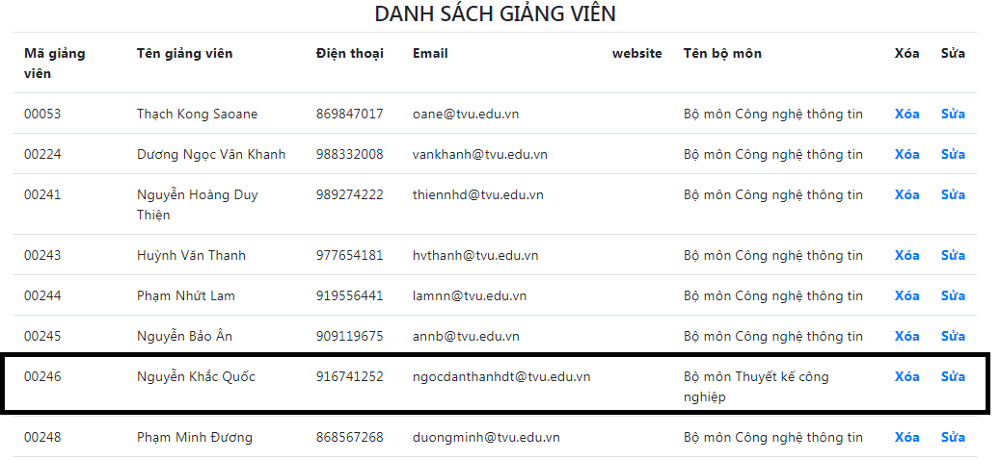 DANH SÁCH GIẢNG VIÊN
Mã giảng viên Tên giảng viên Điện thoại Email website Tên bộ môn Xóa Sửa
00053 Thạch Kong Saoane 869847017 oane@tvu.edu.vn Bộ môn Công nghệ thông tin Xóa Sửa
00224 Dương Ngọc Vân Khanh 988332008 vankhanh@tvu.edu.vn Bộ môn Công nghệ thông tin Xóa Sửa
00241 Nguyễn Hoàng Duy Thiện 989274222 thiennhd@tvu.edu.vn Bộ môn Công nghệ thông tin Xóa Sửa
00243 Huỳnh Văn Thanh 977654181 hvthanh@tvu.edu.vn Bộ môn Công nghệ thông tin Xóa Sửa
00244 Phạm Nhứt Lam 919556441 lamnn@tvu.edu.vn Bộ môn Công nghệ thông tin Xóa Sửa
00245 Nguyễn Bảo Ân 909119675 annb@tvu.edu.vn Bộ môn Công nghệ thông tin Xóa Sửa
00246 Nguyễn Khắc Quốc 916741252 ngocdanthanhdt@tvu.edu.vn Bộ môn Thuyết kế công nghiệp Xóa Sửa
00248 Phạm Minh Đương 868567268 duongminh@tvu.edu.vn Bộ môn Công nghệ thông tin Xóa Sửa